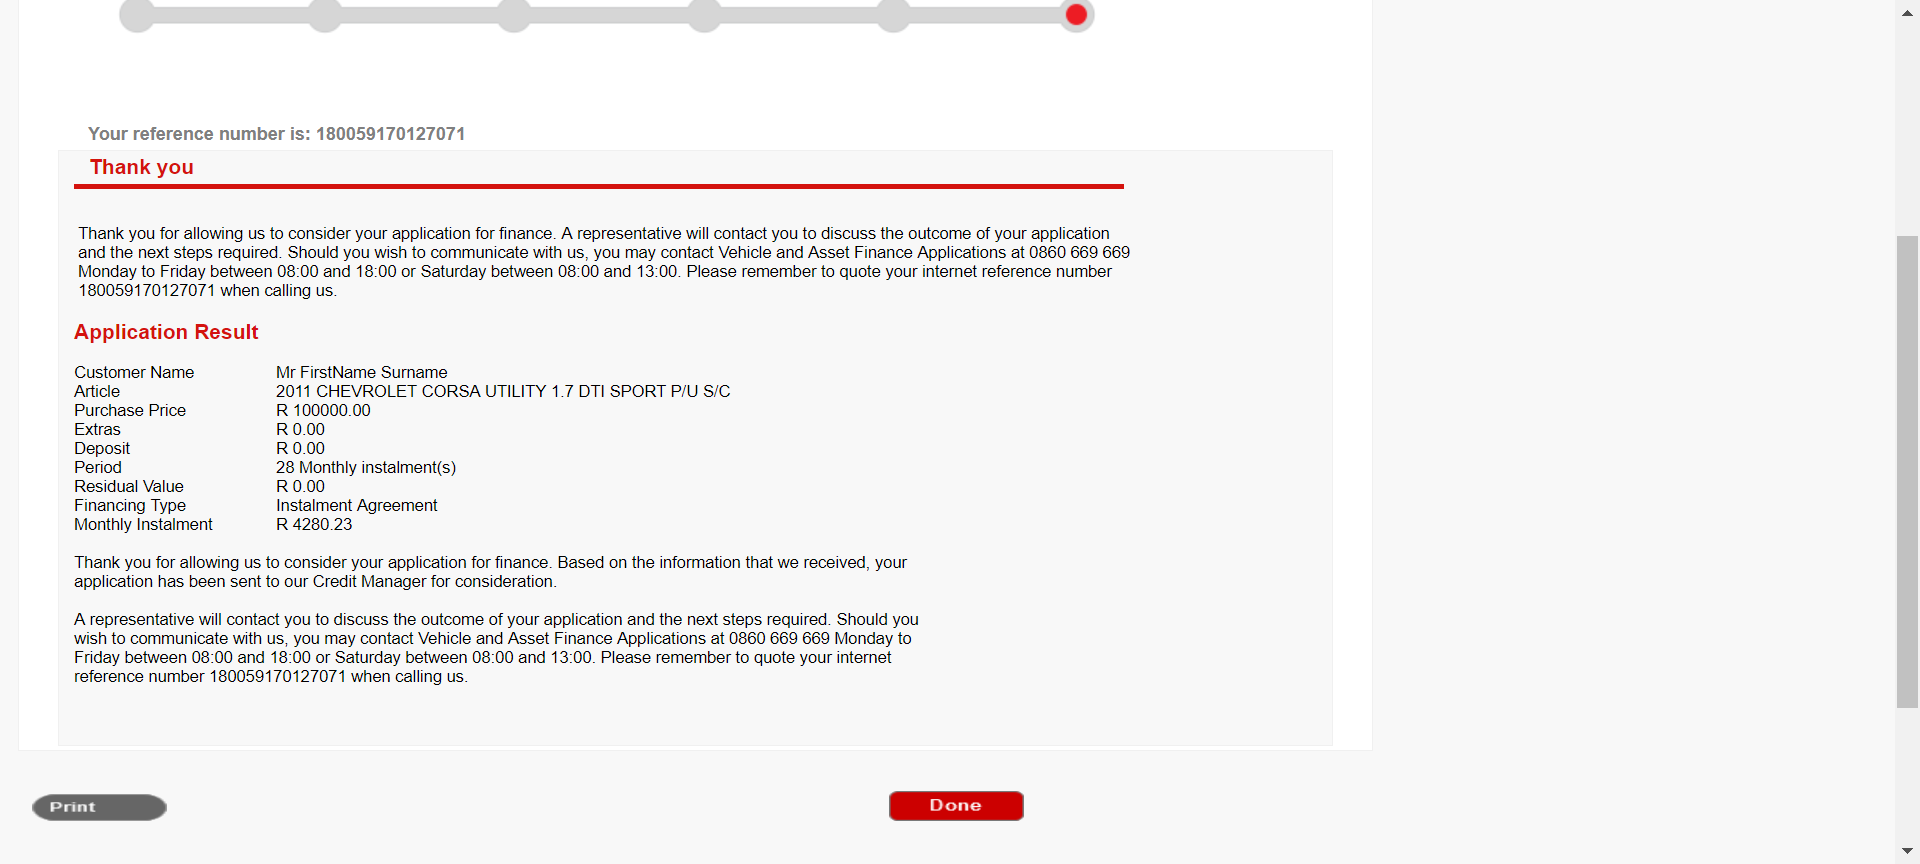 Your reference number is: 180059170127071
Thank you
Thank you for allowing us to consider your application for finance. A representative will contact you to discuss the outcome of your application
and the next steps required. Should you wish to communicate with us, you may contact Vehicle and Asset Finance Applications at 0860 669 669
Monday to Friday between 08:00 and 18:00 or Saturday between 08:00 and 13:00. Please remember to quote your internet reference number
180059170127071 when calling us.
Application Result
Customer Name Mr FirstName Surname
Article 2011 CHEVROLET CORSA UTILITY 1.7 DTI SPORT P/U S/C
Purchase Price R 100000.00
Extras R 0.00
Deposit R 0.00
Period 28 Monthly instalment(s)
Residual Value R 0.00
Financing Type Instalment Agreement
Monthly Instalment R 4280.23
Thank you for allowing us to consider your application for finance. Based on the information that we received, your
application has been sent to our Credit Manager for consideration.
A representative will contact you to discuss the outcome of your application and the next steps required. Should you
wish to communicate with us, you may contact Vehicle and Asset Finance Applications at 0860 669 669 Monday to
Friday between 08:00 and 18:00 or Saturday between 08:00 and 13:00. Please remember to quote your internet
reference number 180059170127071 when calling us.
Print Done